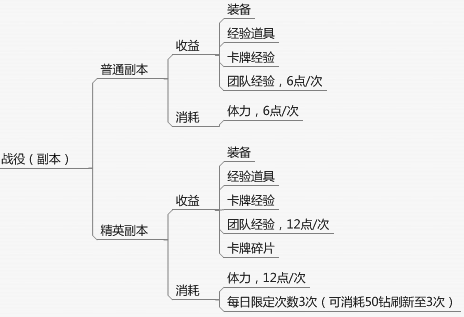 战役（副本）
普通副本
收益
装备
经验道具
卡牌经验
团队经验，6点/次
消耗
体力，6点/次
精英副本
收益
装备
经验道具
卡牌经验
团队经验，12点/次
卡牌碎片
消耗
体力，12点/次
每日限定次数3次（可消耗50钻刷新至3次）